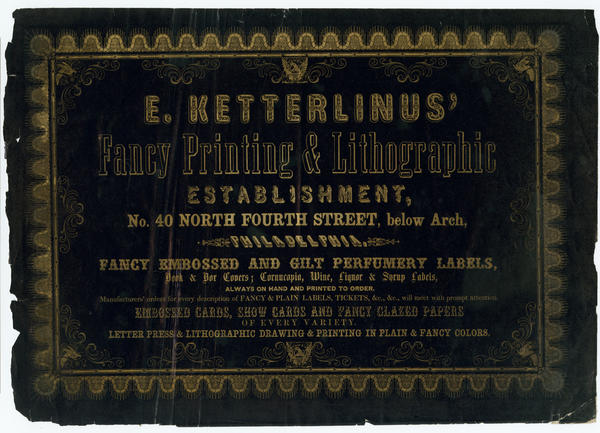 E. KETTERLINUS'
Fancy Printing & Lithographic
ESTABLISHMENT,
No. 40 NORTH FOURTH STREET, below Arch,
PHILADELPHIA,
FANCY EMBOSSED AND GILT PERFUMERY LABELS,
Book & Box Covers; Cornucopia, Wine, Liquor & Syrup Labels,
ALWAYS ON HAND AND PRINTED TO ORDER.
Manufacturers' orders for every description of FANCY & PLAIN LABELS, TICKETS, &c., &c., will meet with prompt attention.
EMBOSSED CARDS, SHOW CARDS AND FANCY GLAZED PAPERS
OF EVERY VARIETY.
LETTER PRESS & LITHOGRAPHIC DRAWING & PRINTING IN PLAIN & FANCY COLORS.